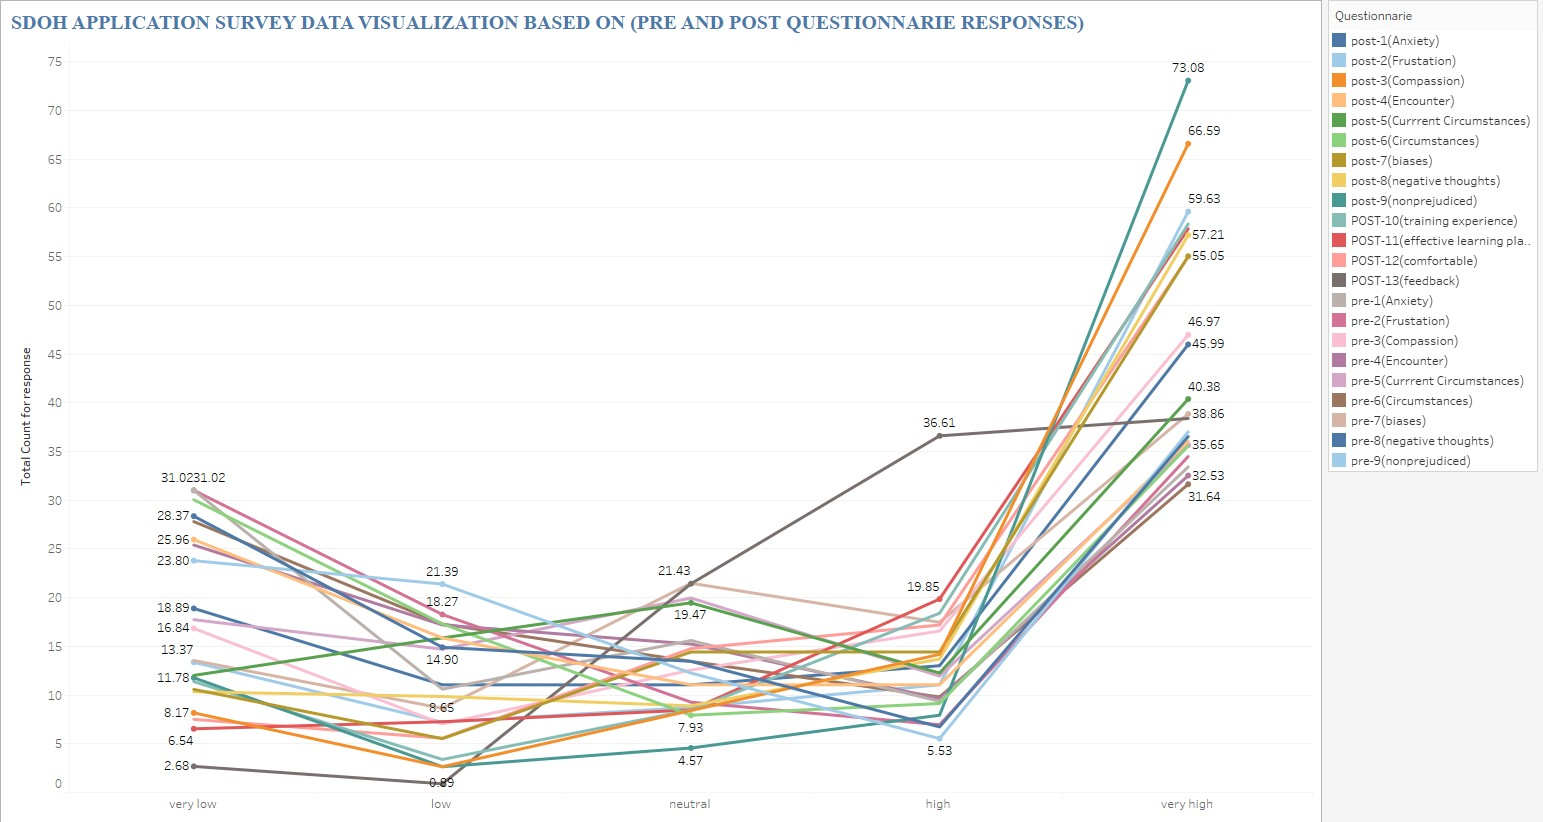 SDOH APPLICATION SURVEY DATA VISUALIZATION BASED ON (PRE AND POST QUESTIONNARIE RESPONSES)
Total Count for response
75
70
65
60
55
50
45
40
35
30
25
20
15
10
5
0
31.0231.02
28.37
25.96
23.80
18.89
16.84
13.37
11.78
8.17
6.54
2.68
21.39
18.27
14.90
8.65
0.89
21.43
19.47
7.93
4.57
36.61
19.85
5.53
73.08
66.59
59.63
57.21
55.05
46.97
45.99
40.38
38.86
35.65
32.53
31.64
very low
low
neutral
high
very high
Questionnarie
post-1(Anxiety)
post-2(Frustation)
post-3(Compassion)
post-4(Encounter)
post-5(Currrent Circumstances)
post-6(Circumstances)
post-7(biases)
post-8(negative thoughts)
post-9(nonprejudiced)
POST-10(training experience)
POST-11(effective learning pla..
POST-12(comfortable)
POST-13(feedback)
pre-1(Anxiety)
pre-2(Frustation)
pre-3(Compassion)
pre-4(Encounter)
pre-5(Currrent Circumstances)
pre-6(Circumstances)
pre-7(biases)
pre-8(negative thoughts)
pre-9(nonprejudiced)